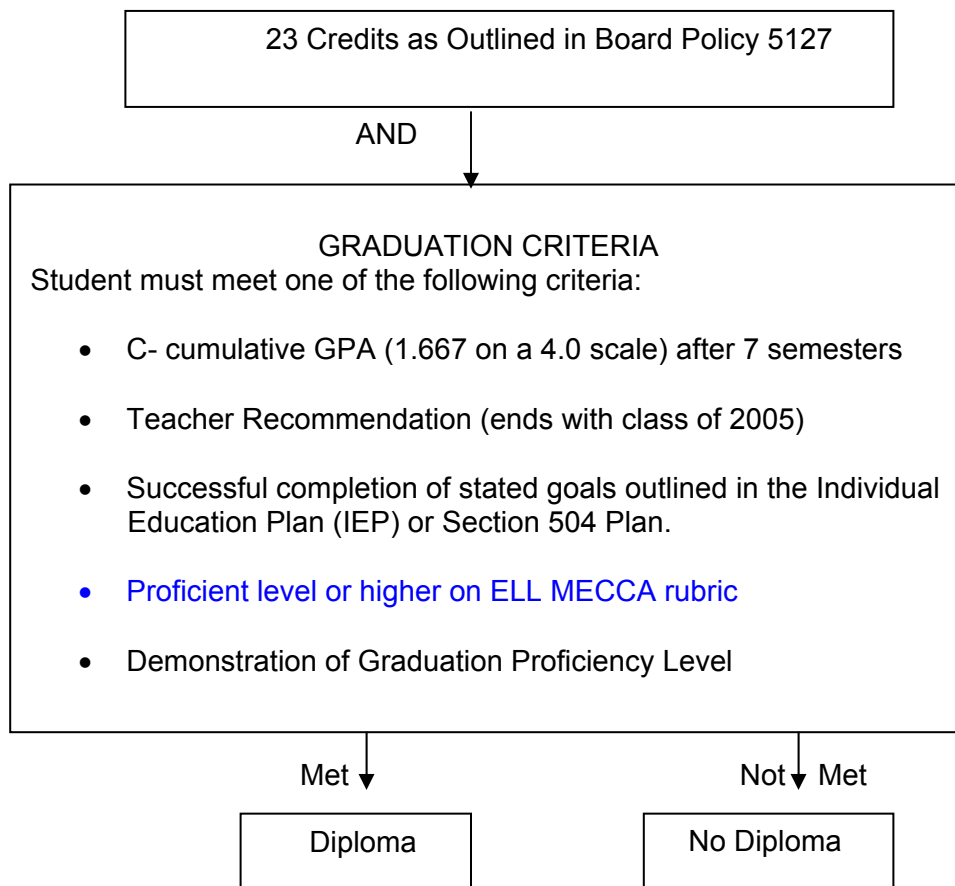 23 Credits as Outlined in Board Policy 5127
AND
GRADUATION CRITERIA
Student must meet one of the following criteria:
• C- cumulative GPA (1.667 on a 4.0 scale) after 7 semesters
• Teacher Recommendation (ends with class of 2005)
• Successful completion of stated goals outlined in the Individual
Education Plan (IEP) or Section 504 Plan.
• Proficient level or higher on ELL MECCA rubric
• Demonstration of Graduation Proficiency Level
Met
Not Met
Diploma
No Diploma